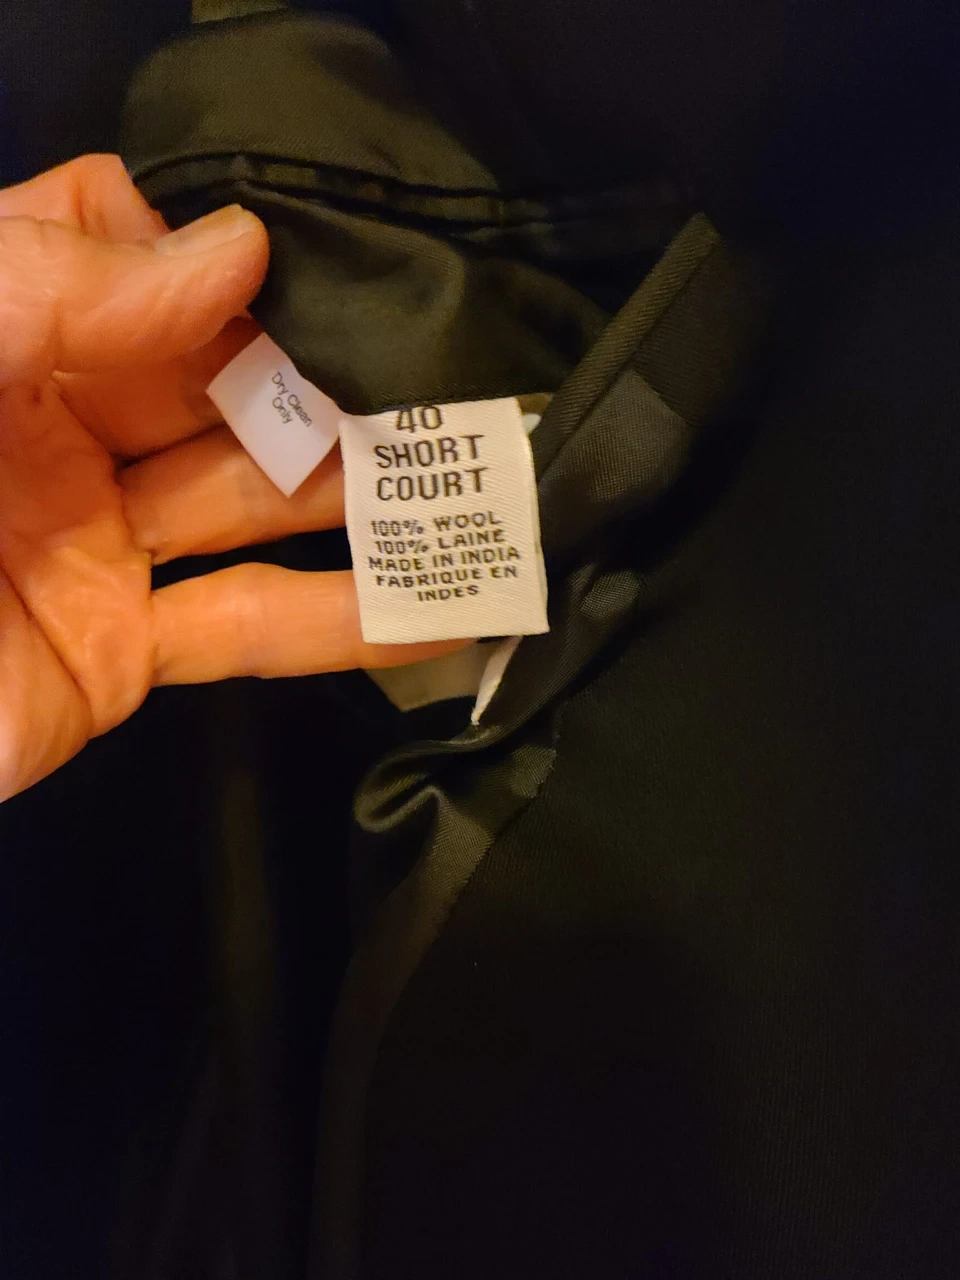 Dry Clean
Only
40
SHORT
COURT
100% WOOL
100% LAINE
MADE IN INDIA
FABRIQUE EN
INDES